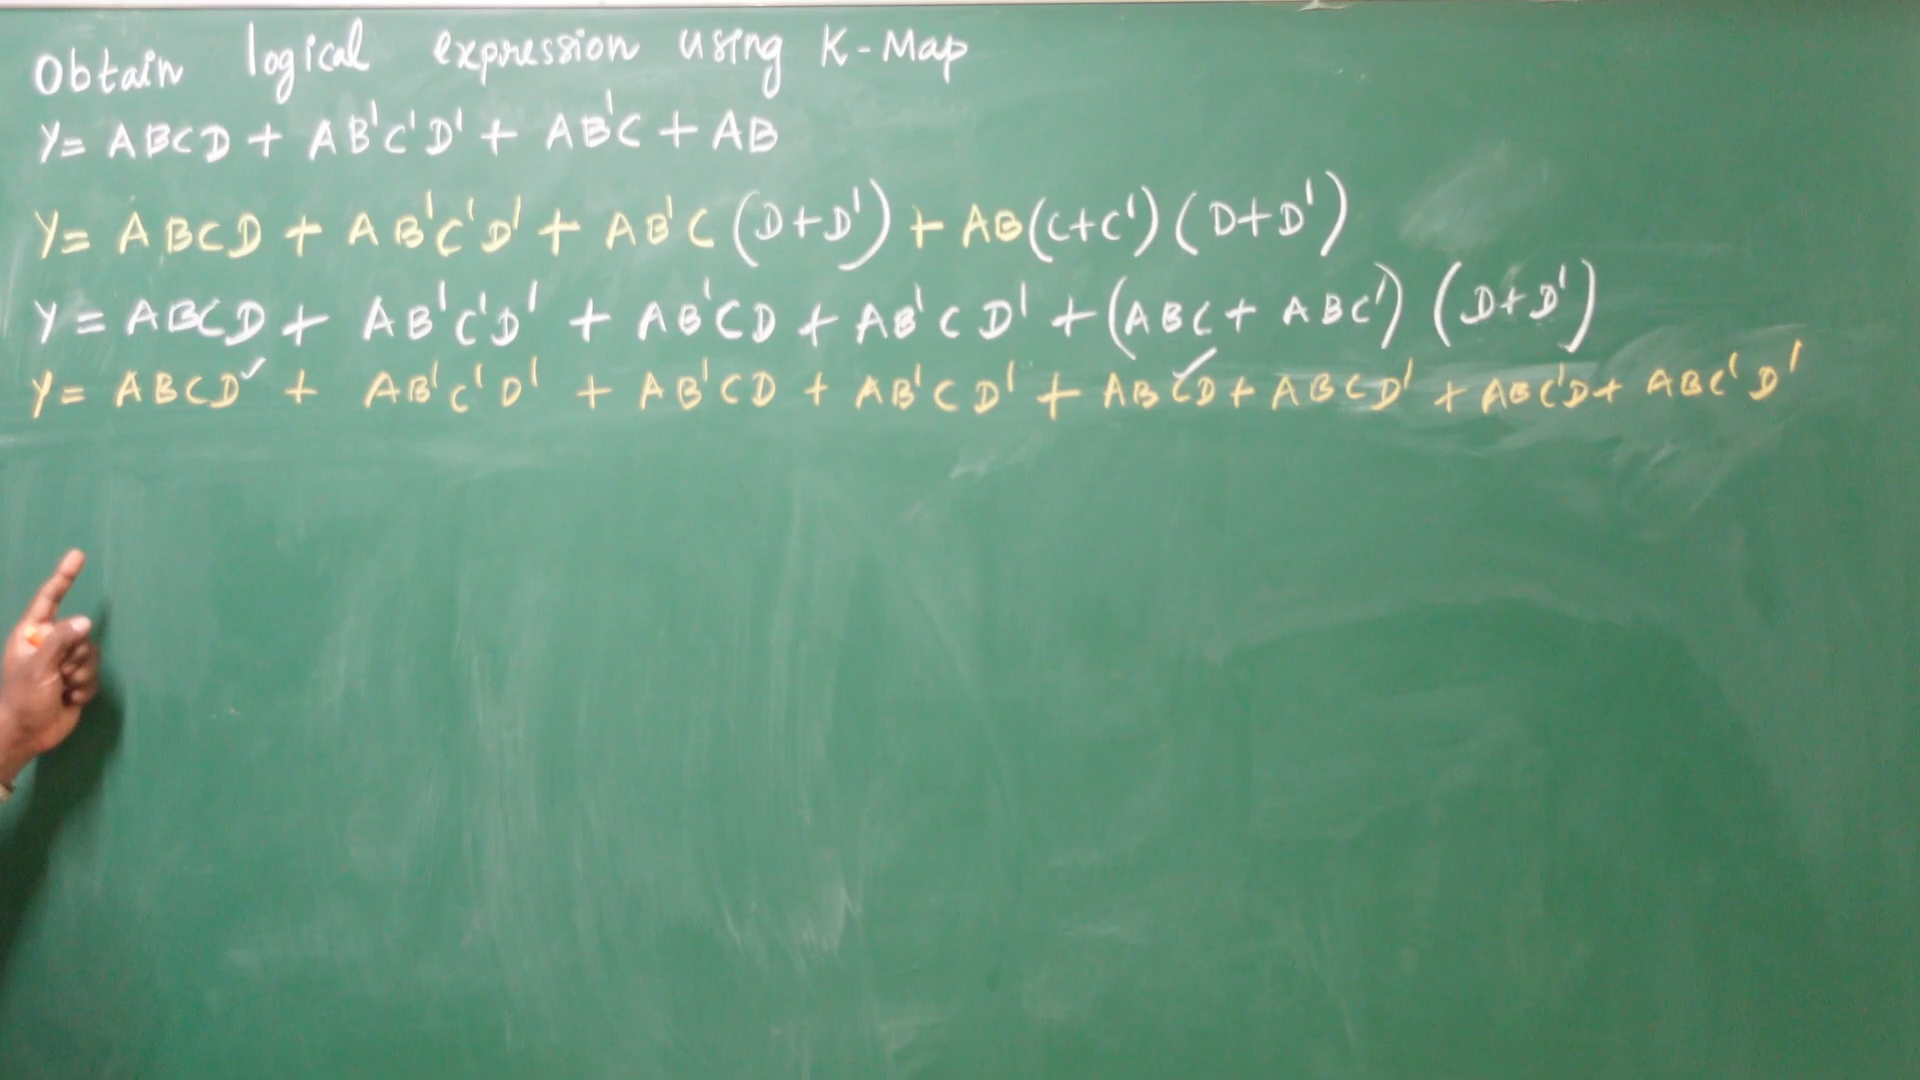 Obtain logical expression using K-Map
Y= ABCD + AB'C'D' + AB'C + AB
Y= ABCD + AB'C'D' + AB'C (D+D') + AB(C+C') (D+D')
Y = ABCD + AB'C'D' + AB'CD + AB'CD' + (ABC + ABC') (D+D')
Y = ABCD✓ + AB'C'D' + AB'CD + AB'CD' + ABCD✓ + ABCD' + ABC'D + ABC'D'